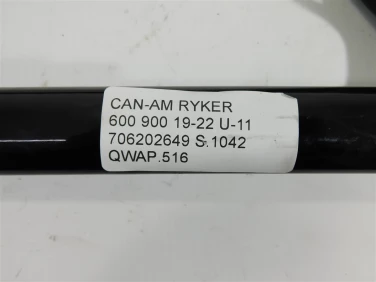 CAN-AM RYKER
600 900 19-22 U-11
706202649 S.1042
QWAP.516